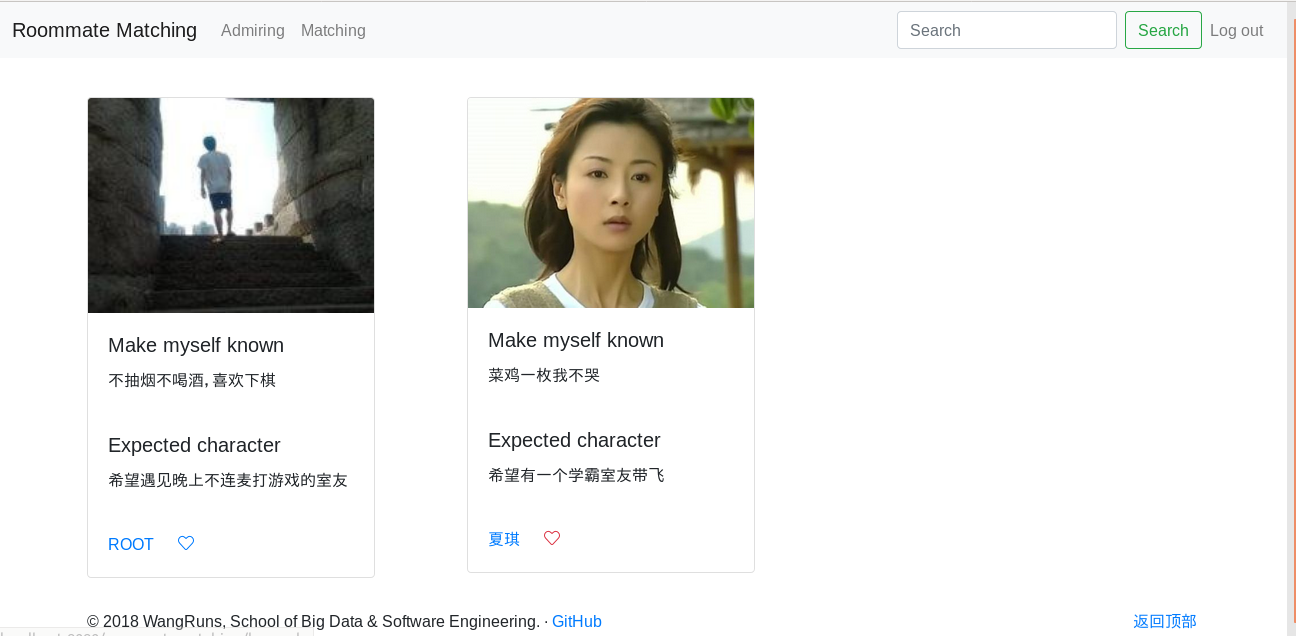 Roommate Matching Admiring Matching Search Search Log out
Make myself known
不抽烟不喝酒，喜欢下棋
Expected character
希望遇见晚上不连麦打游戏的室友
ROOT
Make myself known
菜鸡一枚我不哭
Expected character
希望有一个学霸室友带飞
夏琪
© 2018 WangRuns, School of Big Data & Software Engineering. · GitHub 返回顶部